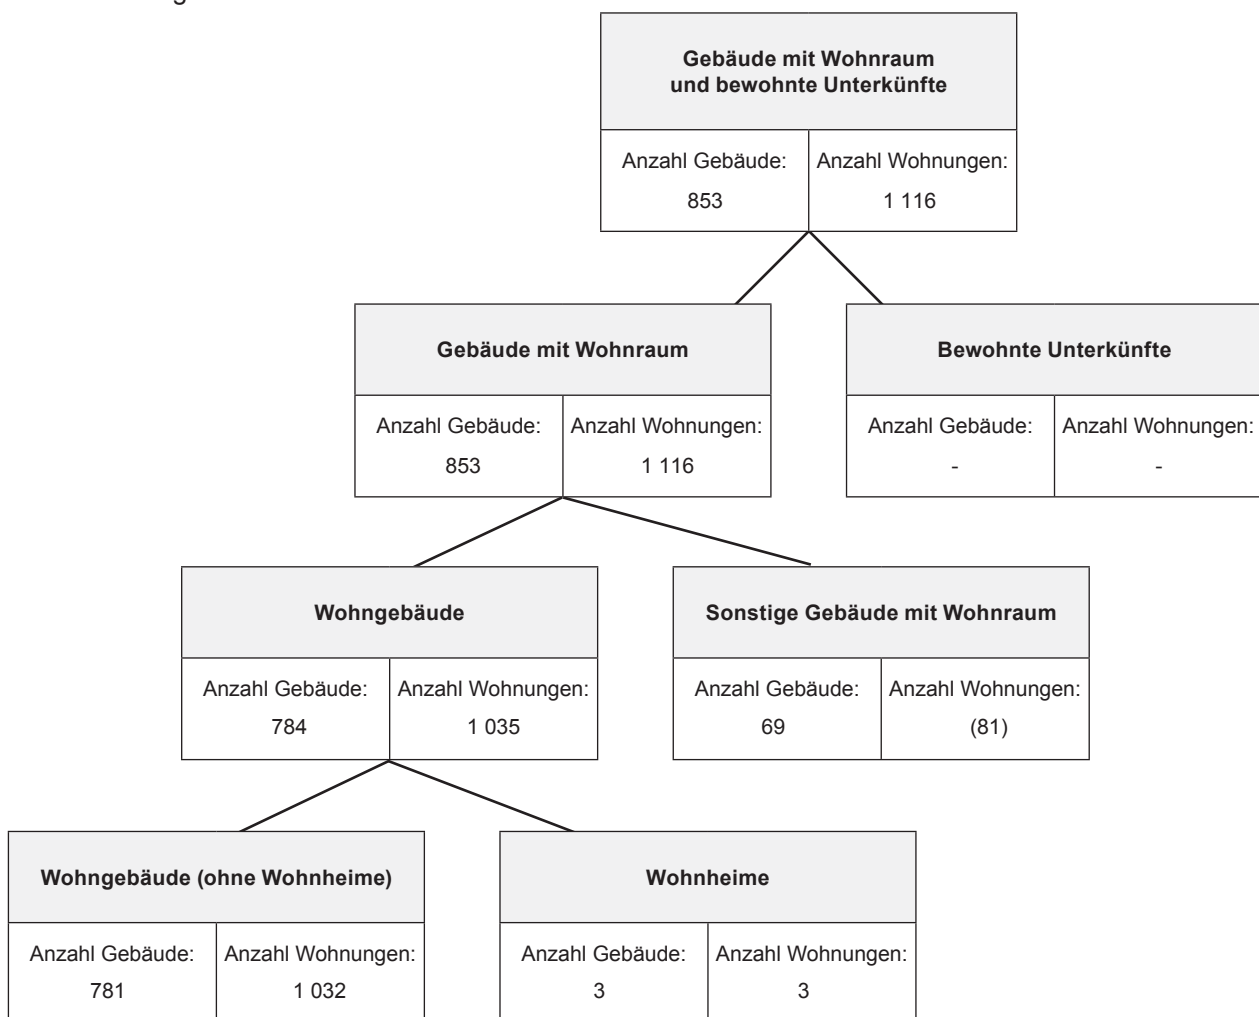 Gebäude mit Wohnraum
und bewohnte Unterkünfte
Anzahl Gebäude: Anzahl Wohnungen:
853 1 116
Gebäude mit Wohnraum Bewohnte Unterkünfte
Anzahl Gebäude: Anzahl Wohnungen: Anzahl Gebäude: Anzahl Wohnungen:
853 1 116 - -
Wohngebäude Sonstige Gebäude mit Wohnraum
Anzahl Gebäude: Anzahl Wohnungen: Anzahl Gebäude: Anzahl Wohnungen:
784 1 035 69 (81)
Wohngebäude (ohne Wohnheime) Wohnheime
Anzahl Gebäude: Anzahl Wohnungen: Anzahl Gebäude: Anzahl Wohnungen:
781 1 032 3 3